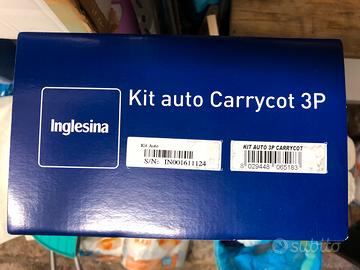 Inglesina
Kit auto Carrycot 3P
Kit Auto
S/N: IN001611124
KIT AUTO 3P CARRYCOT
8 029448 065183
subito